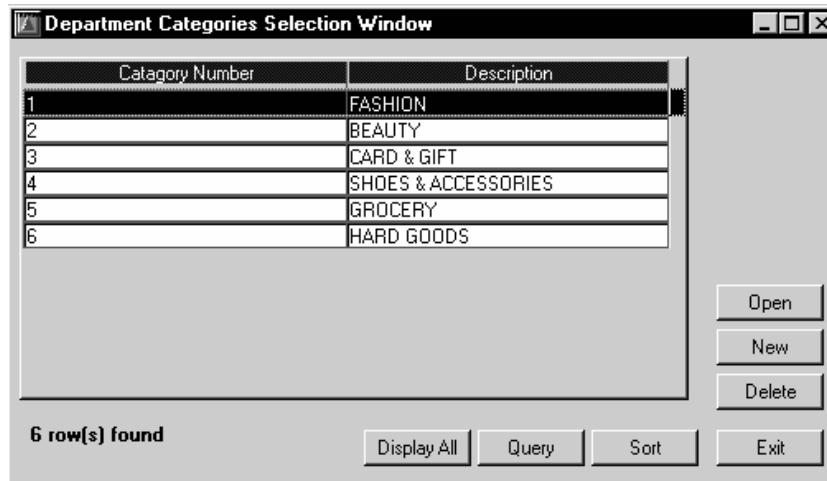 Department Categories Selection Window
Catagory Number Description
1 FASHION
2 BEAUTY
3 CARD & GIFT
4 SHOES & ACCESSORIES
5 GROCERY
6 HARD GOODS
Open
New
Delete
6 row(s) found
Display All Query Sort Exit